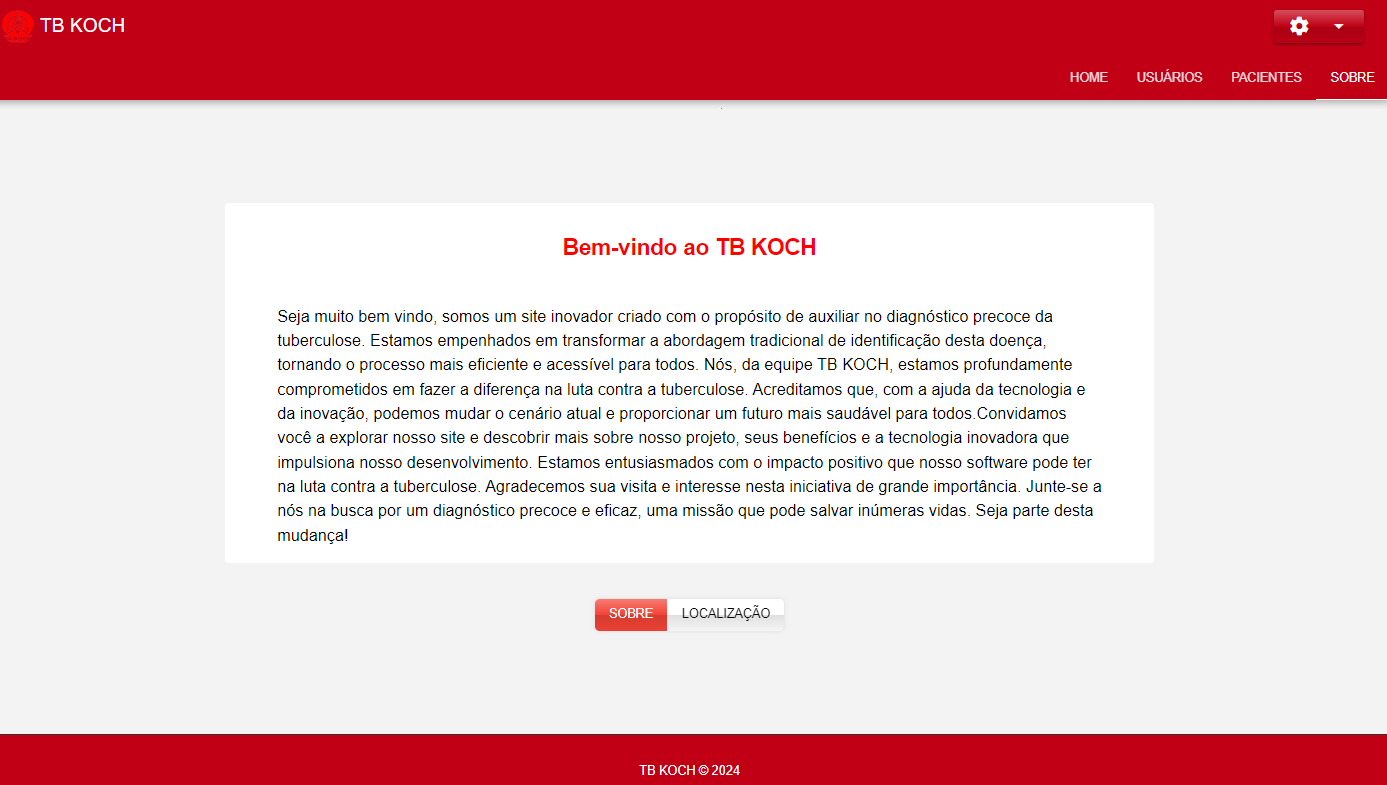 TB KOCH
HOME USUÁRIOS PACIENTES SOBRE
Bem-vindo ao TB KOCH
Seja muito bem vindo, somos um site inovador criado com o propósito de auxiliar no diagnóstico precoce da
tuberculose. Estamos empenhados em transformar a abordagem tradicional de identificação desta doença,
tornando o processo mais eficiente e acessível para todos. Nós, da equipe TB KOCH, estamos profundamente
comprometidos em fazer a diferença na luta contra a tuberculose. Acreditamos que, com a ajuda da tecnologia e
da inovação, podemos mudar o cenário atual e proporcionar um futuro mais saudável para todos.Convidamos
você a explorar nosso site e descobrir mais sobre nosso projeto, seus benefícios e a tecnologia inovadora que
impulsiona nosso desenvolvimento. Estamos entusiasmados com o impacto positivo que nosso software pode ter
na luta contra a tuberculose. Agradecemos sua visita e interesse nesta iniciativa de grande importância. Junte-se a
nós na busca por um diagnóstico precoce e eficaz, uma missão que pode salvar inúmeras vidas. Seja parte desta
mudança!
SOBRE LOCALIZAÇÃO
TB KOCH © 2024